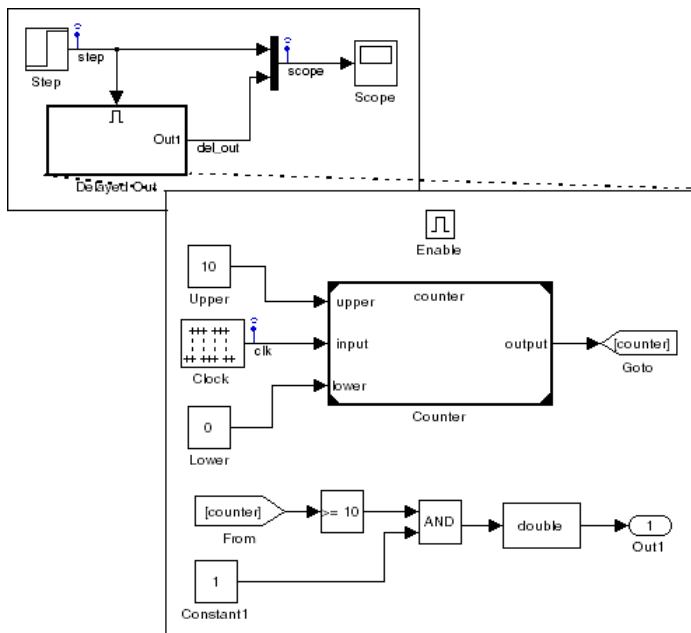 step
scope
Step
Scope
Out1
del_out
Delayed Out
Enable
10
upper
counter
Upper
input
output
[counter]
clk
Goto
Clock
lower
0
Counter
Lower
[counter]
>= 10
AND
double
1
From
Out1
1
Constant1